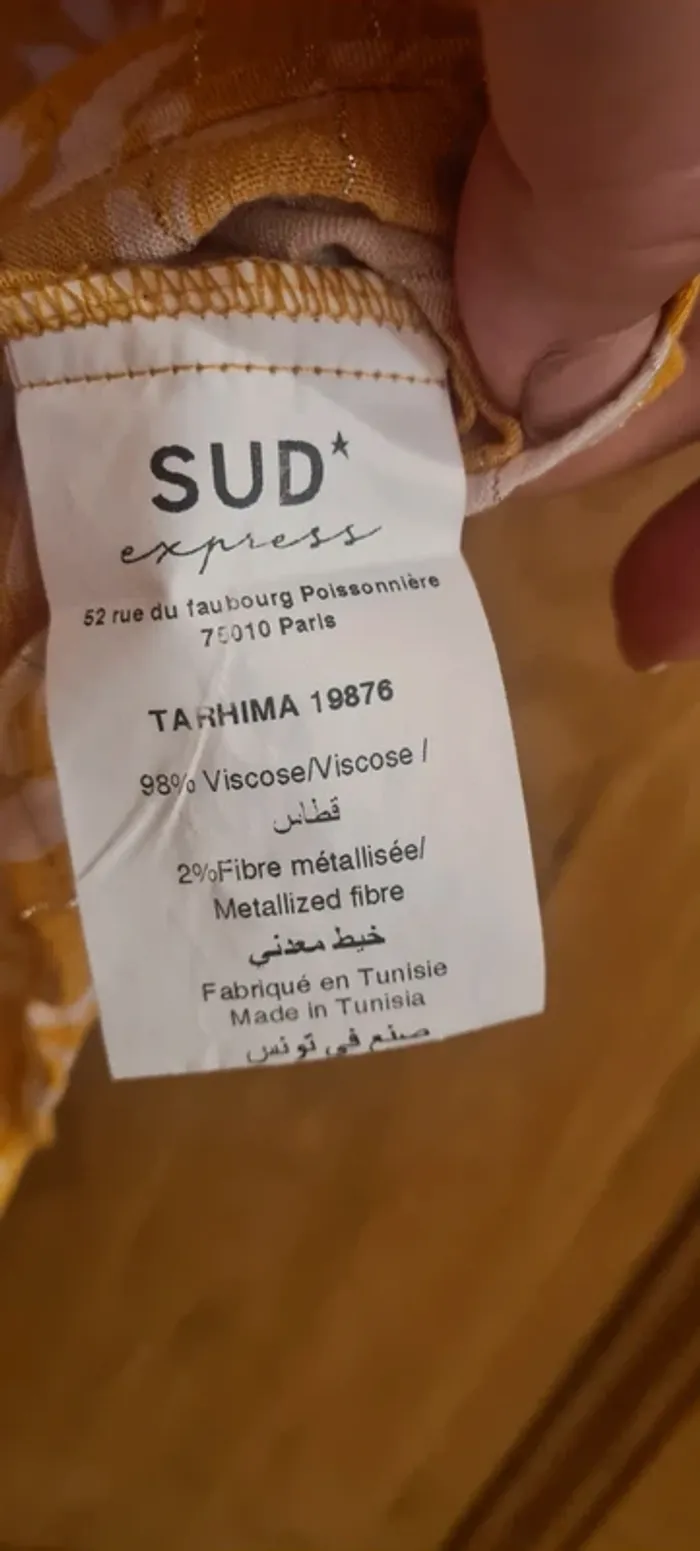 SUD*
express
52 rue du faubourg Poissonnière
75010 Paris
TARHIMA 19876
98% Viscose/Viscose /
قطاس
2%Fibre métallisée/
Metallized fibre
خيط معدني
Fabriqué en Tunisie
Made in Tunisia
صنع في تونس